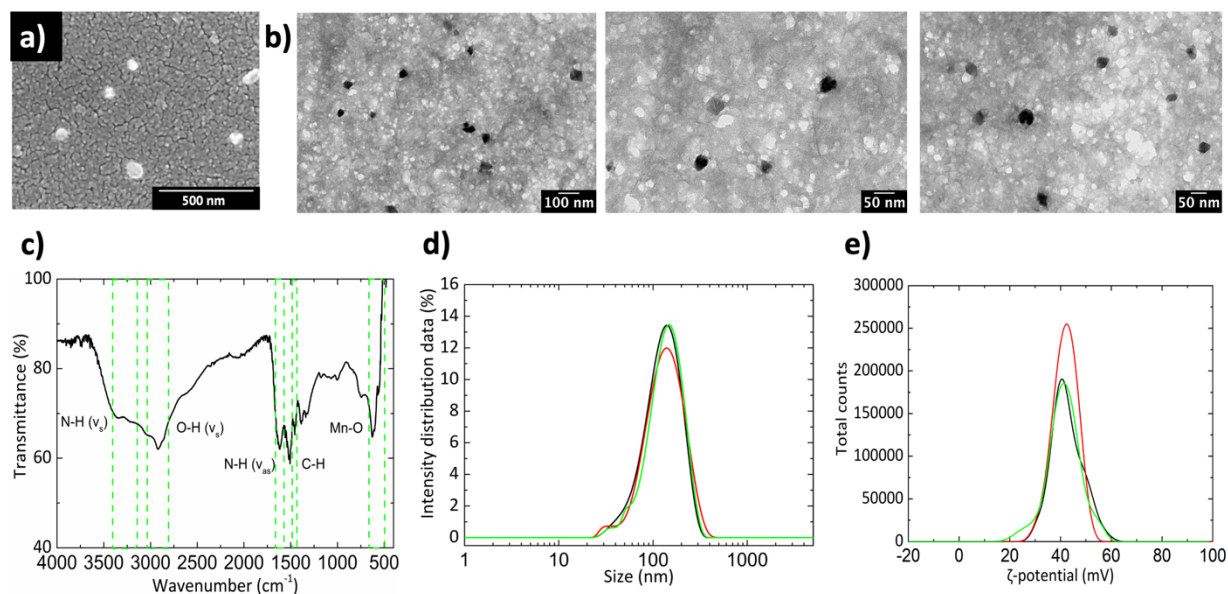 a)
500 nm
b)
100 nm
50 nm
50 nm
c)
100
80
60
40
4000 3500 3000 2500 2000 1500 1000 500
Transmittance (%)
Wavenumber (cm⁻¹)
N-H (νs)
O-H (νs)
N-H (νas)
C-H
Mn-O
d)
16
14
12
10
8
6
4
2
0
1 10 100 1000
Intensity distribution data (%)
Size (nm)
e)
300000
250000
200000
150000
100000
50000
0
-20 0 20 40 60 80 100
Total counts
ζ-potential (mV)